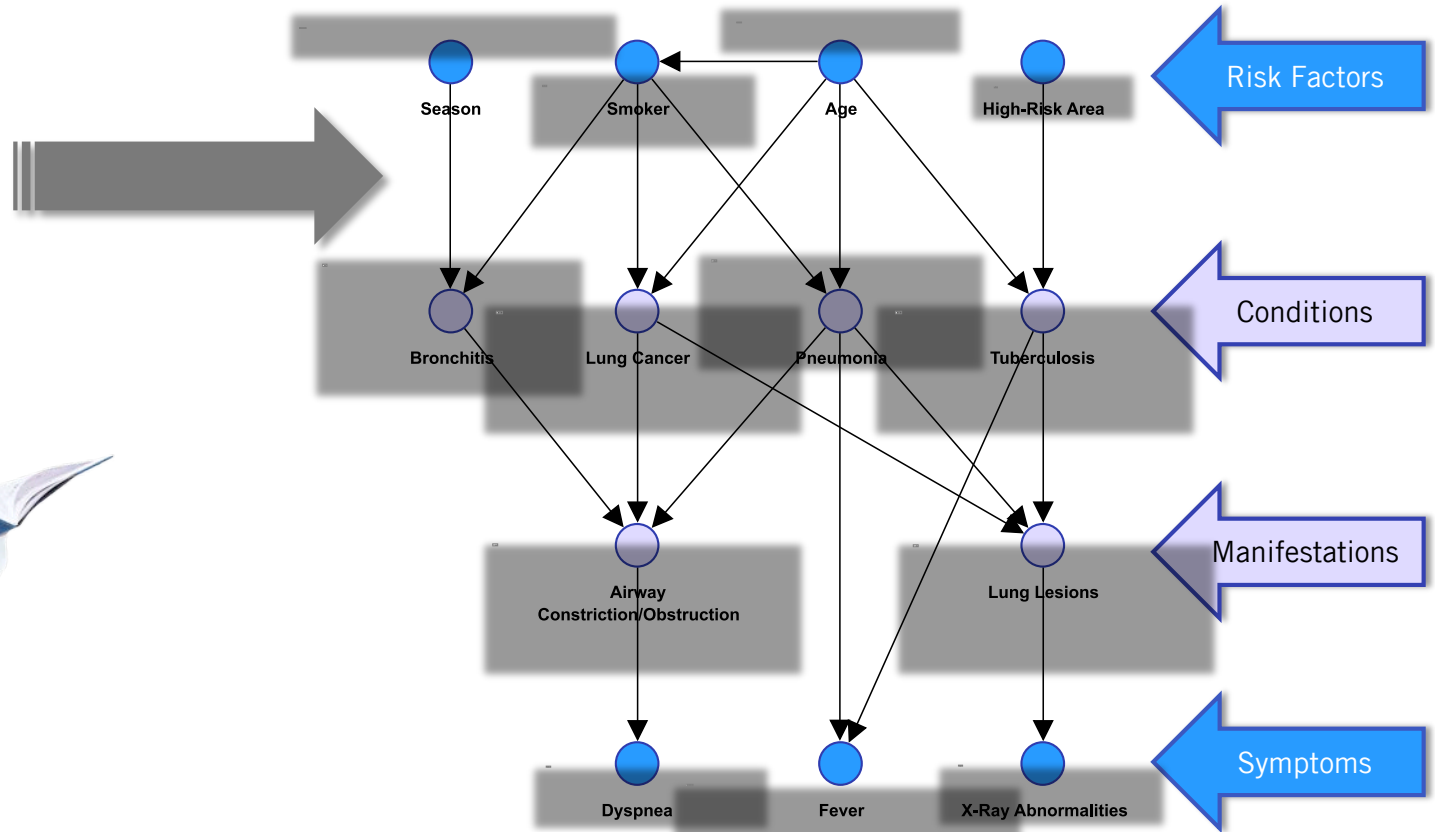 Risk Factors
Season
Smoker
Age
High-Risk Area
Conditions
Bronchitis
Lung Cancer
Pneumonia
Tuberculosis
Manifestations
Airway
Constriction/Obstruction
Lung Lesions
Symptoms
Dyspnea
Fever
X-Ray Abnormalities